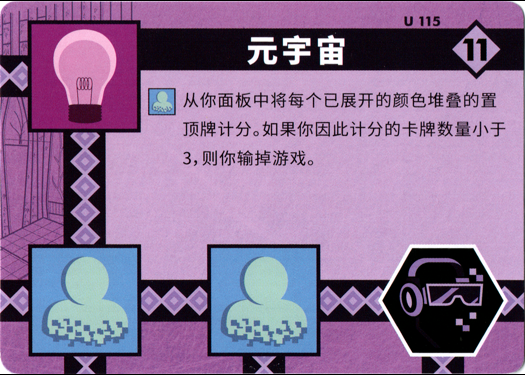 U 115
元宇宙
11
从你面板中将每个已展开的颜色堆叠的置
顶牌计分。如果你因此计分的卡牌数量小于
3,则你输掉游戏。